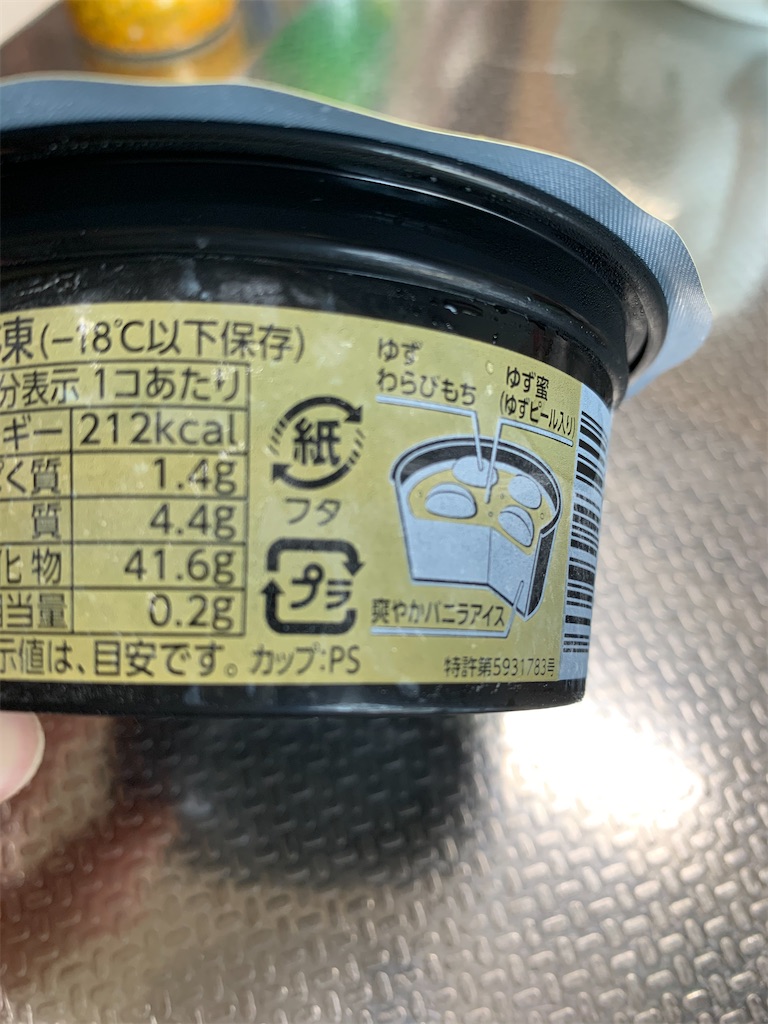 凍(-18℃以下保存)
分表示 1コあたり
ギー 212kcal
く質 1.4g
質 4.4g
化物 41.6g
相当量 0.2g
示値は、目安です。カップ:PS
紙
フタ
プラ
ゆず
わらびもち
ゆず蜜
(ゆずピール入り)
爽やかバニラアイス
特許第5931783号